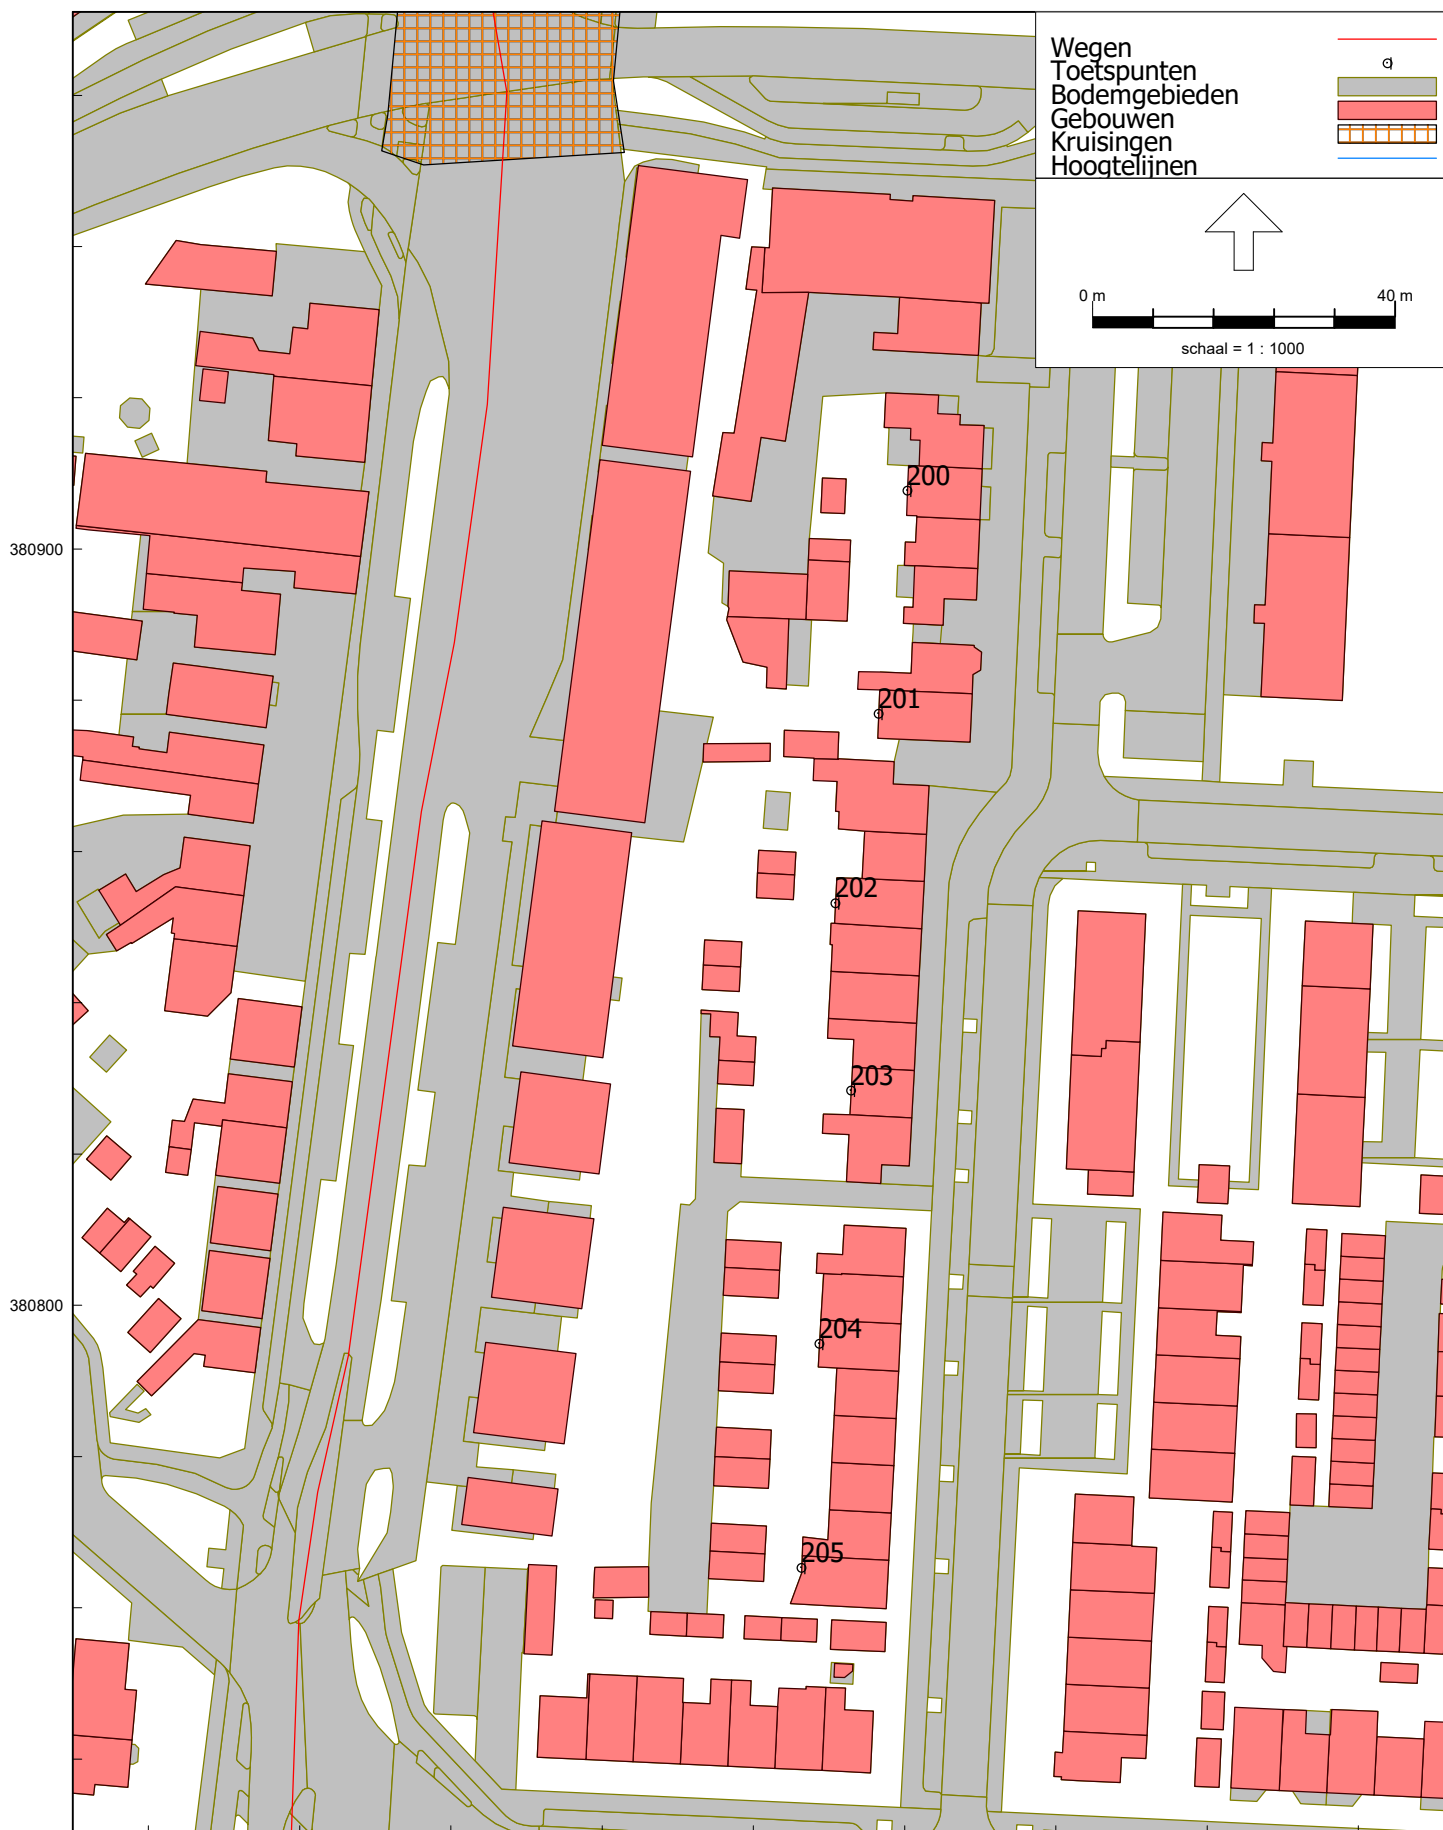 Wegen
Toetspunten
Bodemgebieden
Gebouwen
Kruisingen
Hoogtelijnen
0 m 40 m
schaal = 1 : 1000
200
380900
201
202
203
380800
204
205